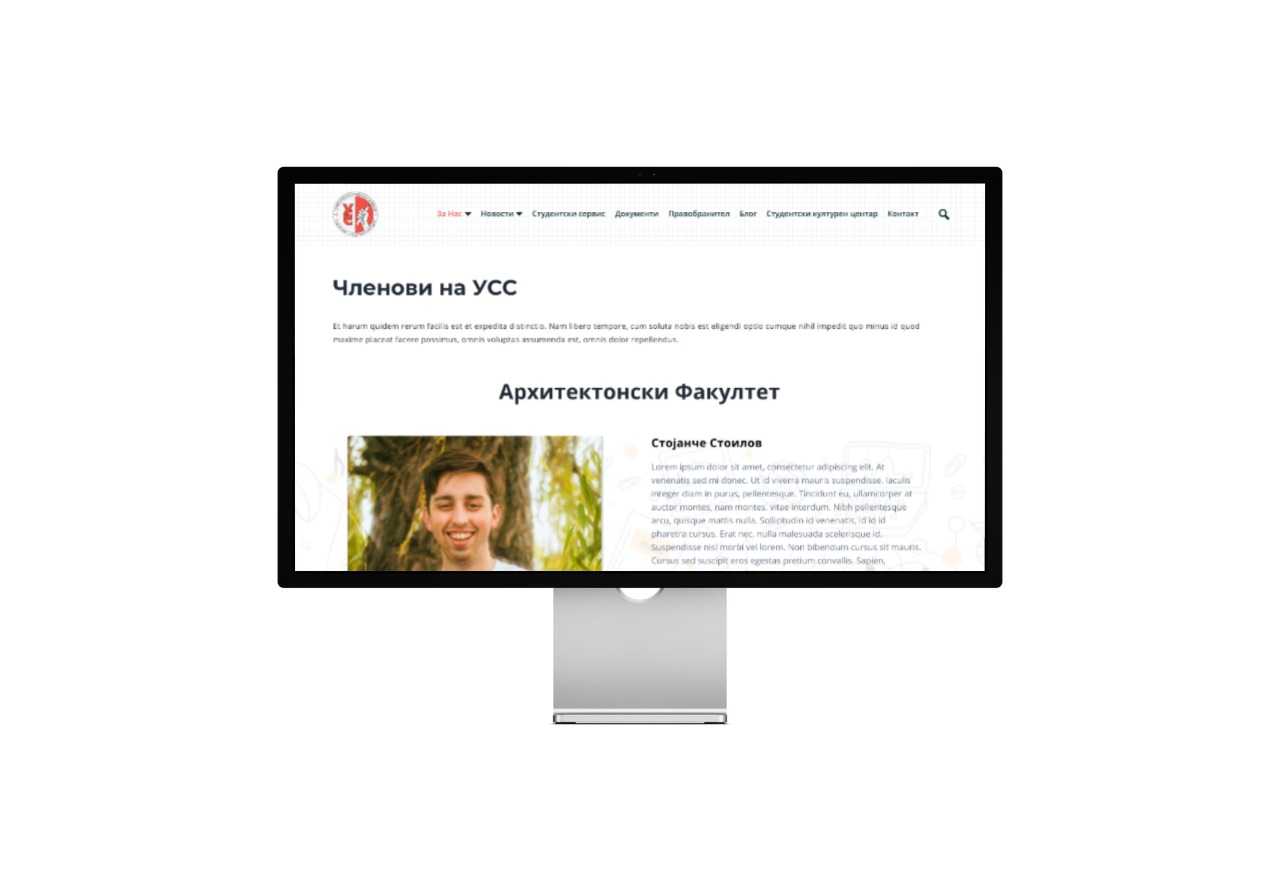 За Нас Новости Студентски сервис Документи Правобранител Блог Студентски културен центар Контакт
Членови на УСС
Et harum quidem rerum facilis est et expedita distinctio. Nam libero tempore, cum soluta nobis est eligendi optio cumque nihil impedit quo minus id quod
maxime placeat facere possimus, omnis voluptas assumenda est, omnis dolor repellendus.
Архитектонски Факултет
Стојанче Стоилов
Lorem ipsum dolor sit amet, consectetur adipiscing elit. At
venenatis sed mi donec. Ut id viverra mauris suspendisse. Iaculis
integer diam in purus, pellentesque. Tincidunt eu, ullamcorper at
auctor montes, nam montes, vitae interdum. Nibh pellentesque
arcu, quisque mattis nulla. Sollicitudin id venenatis, id id id
pharetra cursus. Erat nec, nulla malesuada scelerisque id.
Suspendisse nisl morbi vel lorem. Non bibendum cursus sit mauris.
Cursus sed suscipit eros egestas pretium convallis. Sapien,